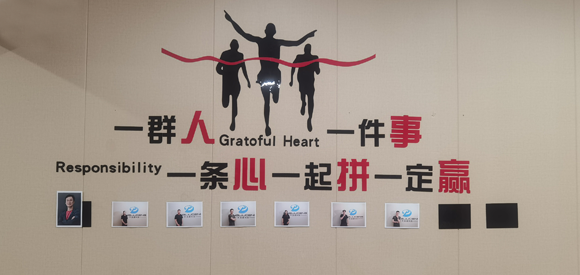 一群人 Gratoful Heart 一件事
Responsibility 一条心一起拼一定赢